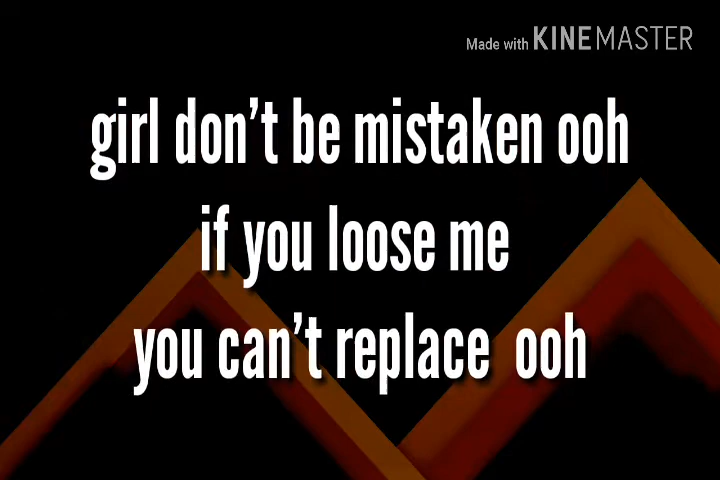 Made with KINEMASTER
girl don't be mistaken ooh
if you loose me
you can't replace ooh